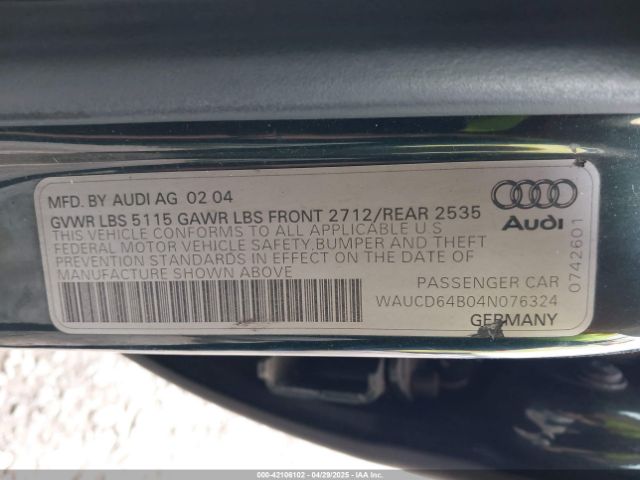 MFD. BY AUDI AG 02 04
GVWR LBS 5115 GAWR LBS FRONT 2712/REAR 2535
THIS VEHICLE CONFORMS TO ALL APPLICABLE U S
FEDERAL MOTOR VEHICLE SAFETY, BUMPER AND THEFT
PREVENTION STANDARDS IN EFFECT ON THE DATE OF
MANUFACTURE SHOWN ABOVE
Audi
0742601
PASSENGER CAR
WAUCD64B04N076324
GERMANY
000-42106102 - 04/29/2025 - IAA Inc.